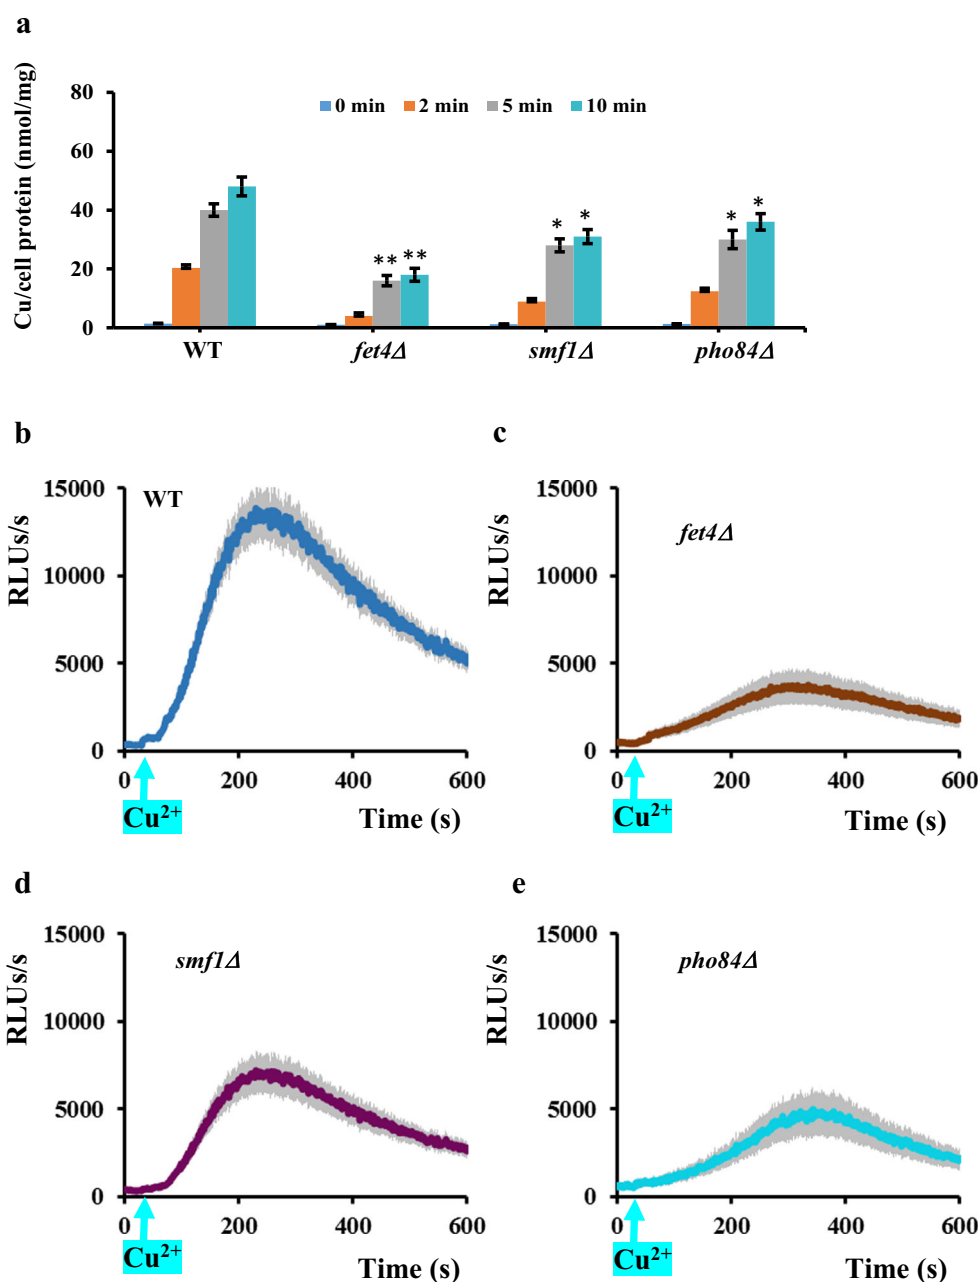 a
Cu/cell protein (nmol/mg)
80
60
40
20
0
0 min 2 min 5 min 10 min
** **
* *
* *
WT fet4Δ smf1Δ pho84Δ
b
RLUs/s
15000
10000
5000
0
WT
0 200 400 600
Cu²⁺
Time (s)
c
RLUs/s
15000
10000
5000
0
fet4Δ
0 200 400 600
Cu²⁺
Time (s)
d
RLUs/s
15000
10000
5000
0
smf1Δ
0 200 400 600
Cu²⁺
Time (s)
e
RLUs/s
15000
10000
5000
0
pho84Δ
0 200 400 600
Cu²⁺
Time (s)